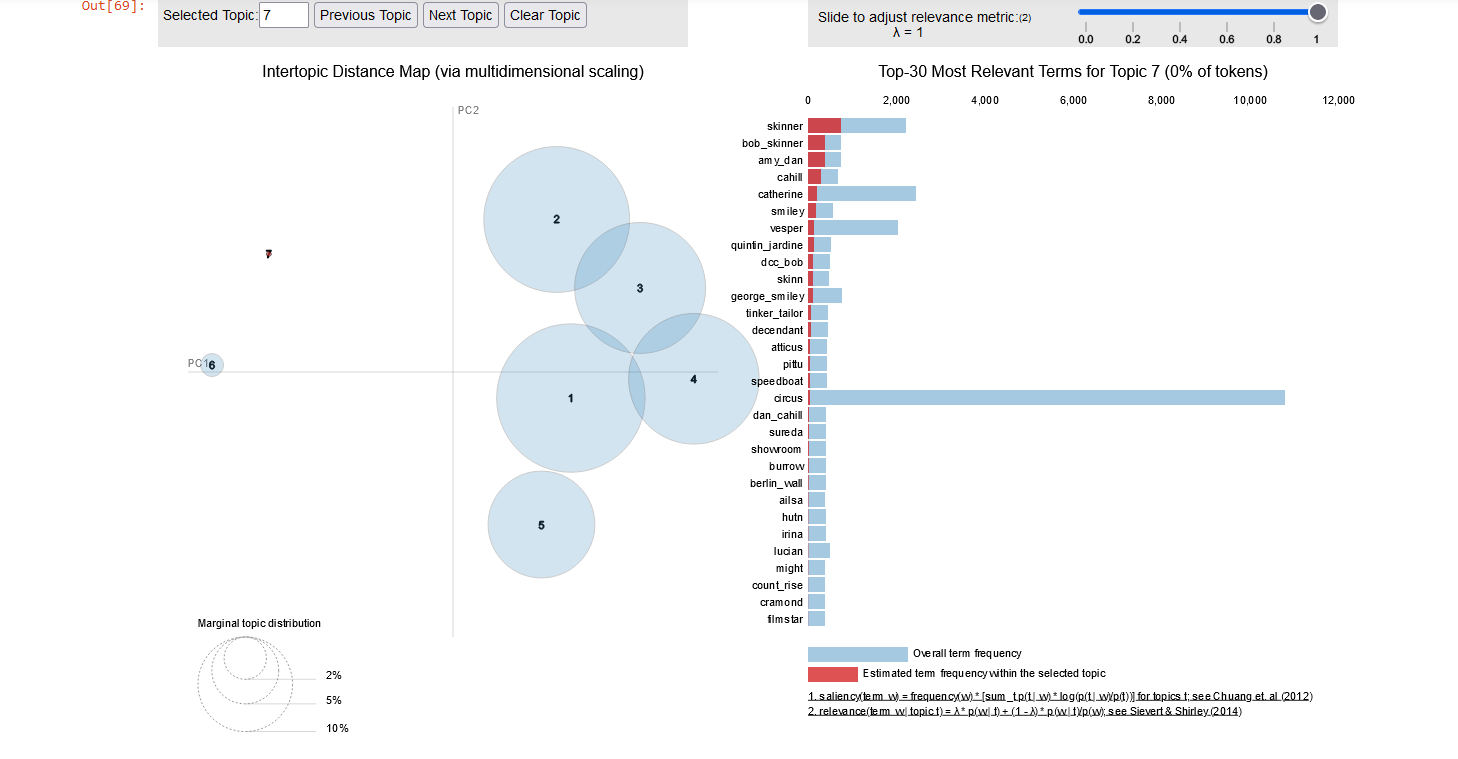 Out[69]:
Selected Topic: 7 Previous Topic Next Topic Clear Topic
Slide to adjust relevance metric:(2)
λ = 1
0.0 0.2 0.4 0.6 0.8 1
Intertopic Distance Map (via multidimensional scaling)
PC2
2
7
3
PC1
6
4
1
5
Marginal topic distribution
2%
5%
10%
Top-30 Most Relevant Terms for Topic 7 (0% of tokens)
0 2,000 4,000 6,000 8,000 10,000 12,000
skinner
bob_skinner
amy_dan
cahill
catherine
smiley
vesper
quintin_jardine
dcc_bob
skinn
george_smiley
tinker_tailor
decendant
atticus
pittu
speedboat
circus
dan_cahill
sureda
showroom
burrow
berlin_wall
ailsa
hutn
irina
lucian
might
count_rise
cramond
filmstar
Overall term frequency
Estimated term frequency within the selected topic
1. saliency(term w) = frequency(w) * [sum_t p(t | w) * log(p(t | w)/p(t))] for topics t; see Chuang et. al (2012)
2. relevance(term w | topic t) = λ * p(w | t) + (1 - λ) * p(w | t)/p(w); see Sievert & Shirley (2014)